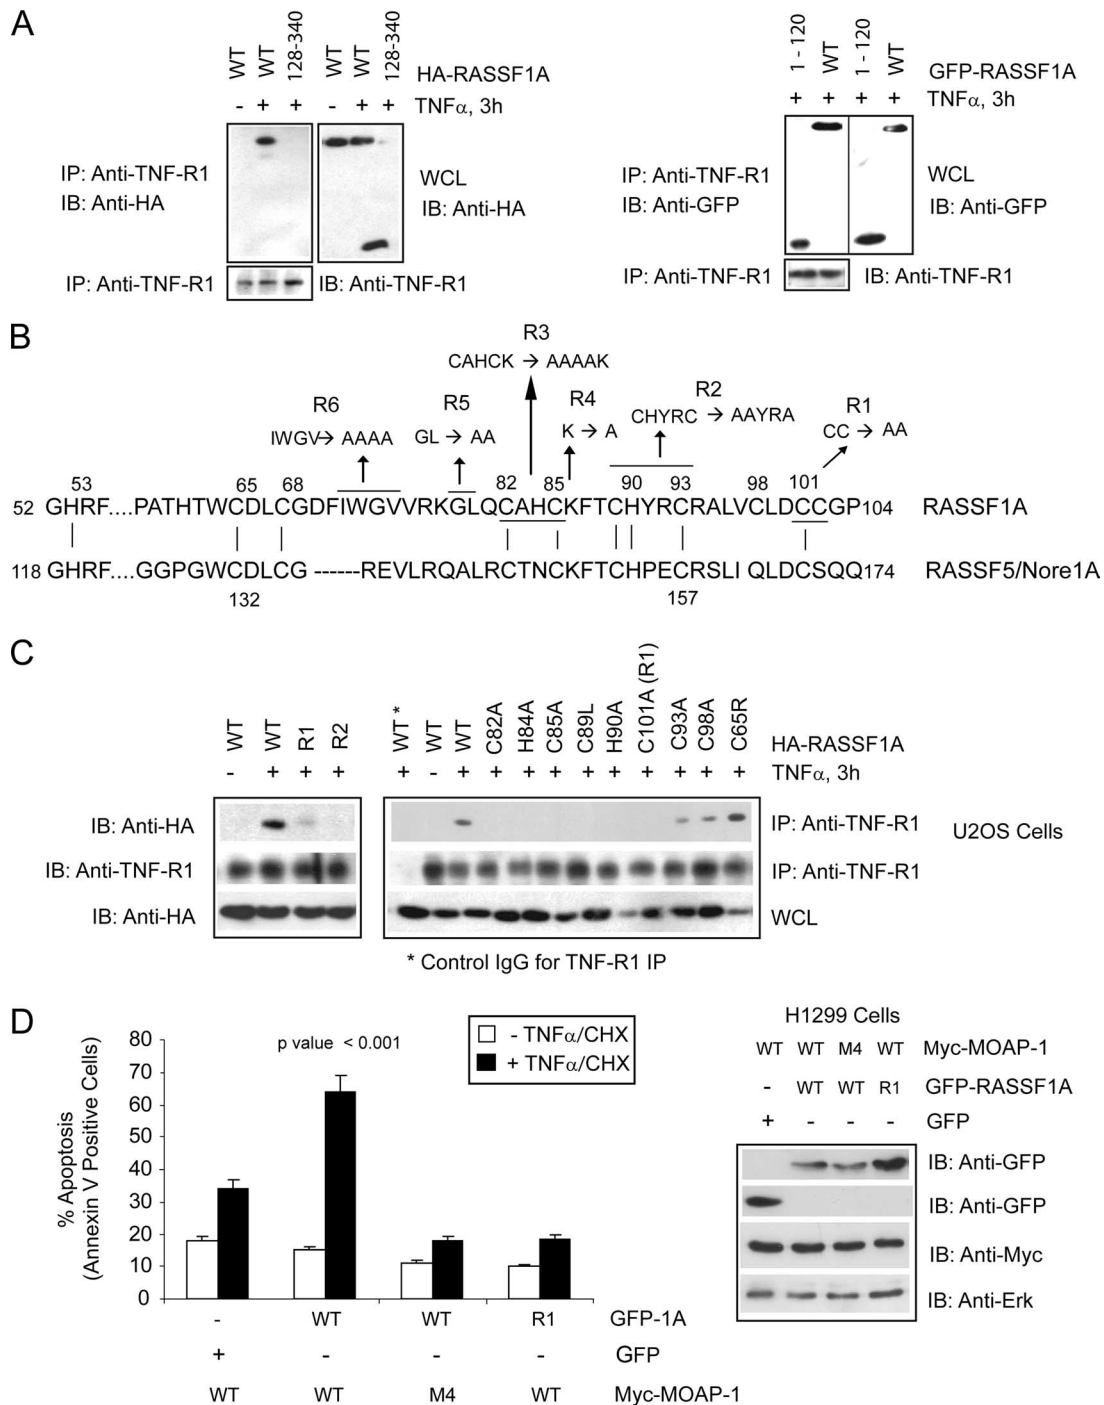 A
WT WT 128-340 WT WT 128-340 HA-RASSF1A
- + + - + + TNFα, 3h
IP: Anti-TNF-R1 WCL
IB: Anti-HA IB: Anti-HA
IP: Anti-TNF-R1 IB: Anti-TNF-R1
1 - 120 WT 1 - 120 WT GFP-RASSF1A
+ + + + TNFα, 3h
IP: Anti-TNF-R1 WCL
IB: Anti-GFP IB: Anti-GFP
IP: Anti-TNF-R1 IB: Anti-TNF-R1
B
R3
CAHCK → AAAAK
R6 R5 R4 R2 R1
IWGV→ AAAA GL → AA K → A CHYRC → AAYRA CC → AA
53 65 68 82 85 90 93 98 101
52 GHRF....PATHTWCDLCGDFIWGVVRKGLQCAHCKFTCHYRCRALVCLDCCGP 104 RASSF1A
118 GHRF....GGPGWCDLCG ------REVLRQALRCTNCKFTCHPECRSLI QLDCSQQ 174 RASSF5/Nore1A
132 157
C
WT WT R1 R2
- + + +
IB: Anti-HA
IB: Anti-TNF-R1
IB: Anti-HA
WT * WT WT C82A H84A C85A C89L H90A C101A (R1) C93A C98A C65R HA-RASSF1A
+ - + + + + + + + + + + TNFα, 3h
IP: Anti-TNF-R1
IP: Anti-TNF-R1
WCL
U2OS Cells
* Control IgG for TNF-R1 IP
D
% Apoptosis
(Annexin V Positive Cells)
80
70
60
50
40
30
20
10
0
p value < 0.001
- TNFα/CHX
+ TNFα/CHX
- WT WT R1 GFP-1A
+ - - - GFP
WT WT M4 WT Myc-MOAP-1
H1299 Cells
WT WT M4 WT Myc-MOAP-1
- WT WT R1 GFP-RASSF1A
+ - - - GFP
IB: Anti-GFP
IB: Anti-GFP
IB: Anti-Myc
IB: Anti-Erk